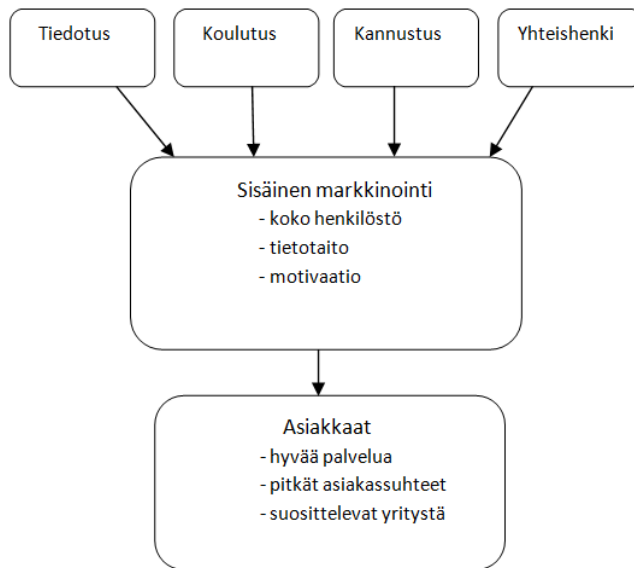 Tiedotus
Koulutus
Kannustus
Yhteishenki
Sisäinen markkinointi
- koko henkilöstö
- tietotaito
- motivaatio
Asiakkaat
- hyvää palvelua
- pitkät asiakassuhteet
- suosittelevat yritystä